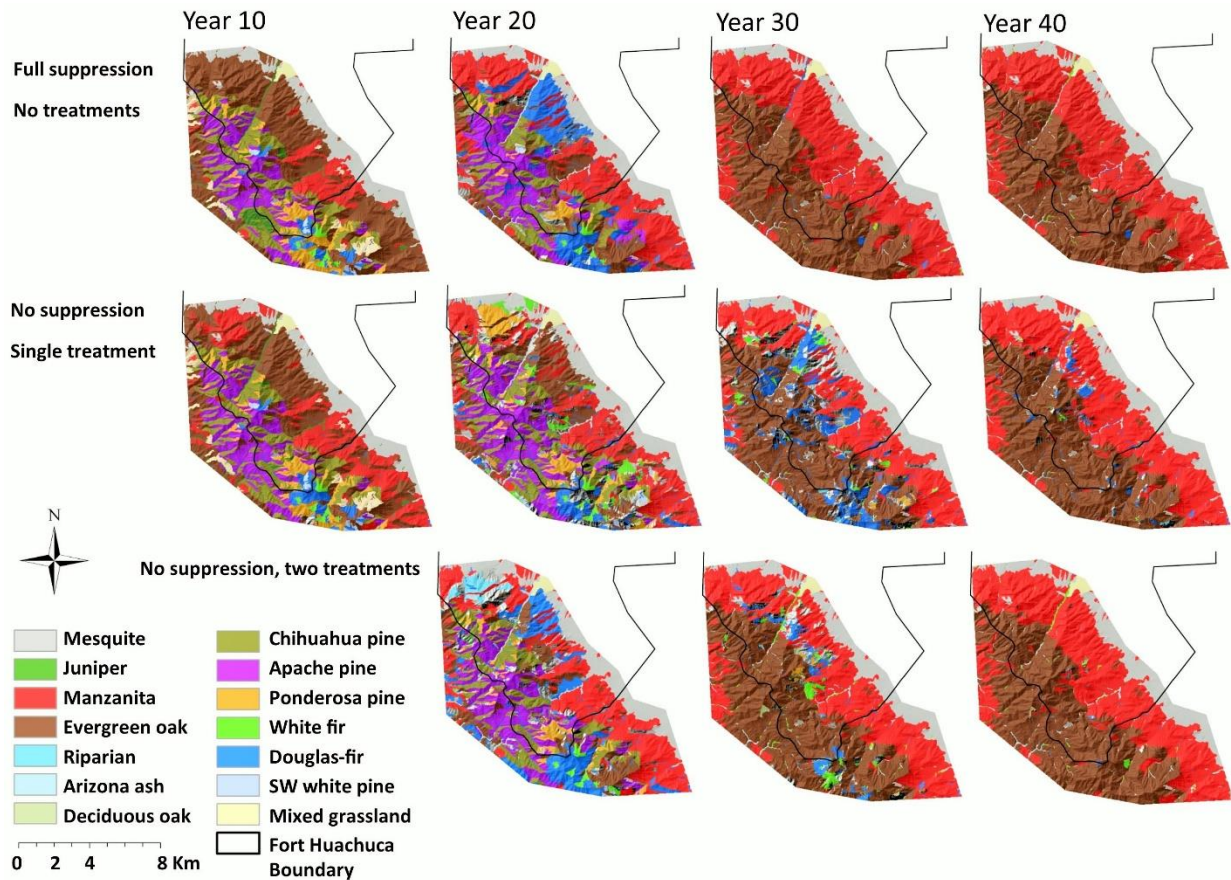 Year 10
Year 20
Year 30
Year 40
Full suppression
No treatments
No suppression
Single treatment
N
No suppression, two treatments
Mesquite
Juniper
Manzanita
Evergreen oak
Riparian
Arizona ash
Deciduous oak
Chihuahua pine
Apache pine
Ponderosa pine
White fir
Douglas-fir
SW white pine
Mixed grassland
Fort Huachuca
Boundary
0 2 4 8 Km